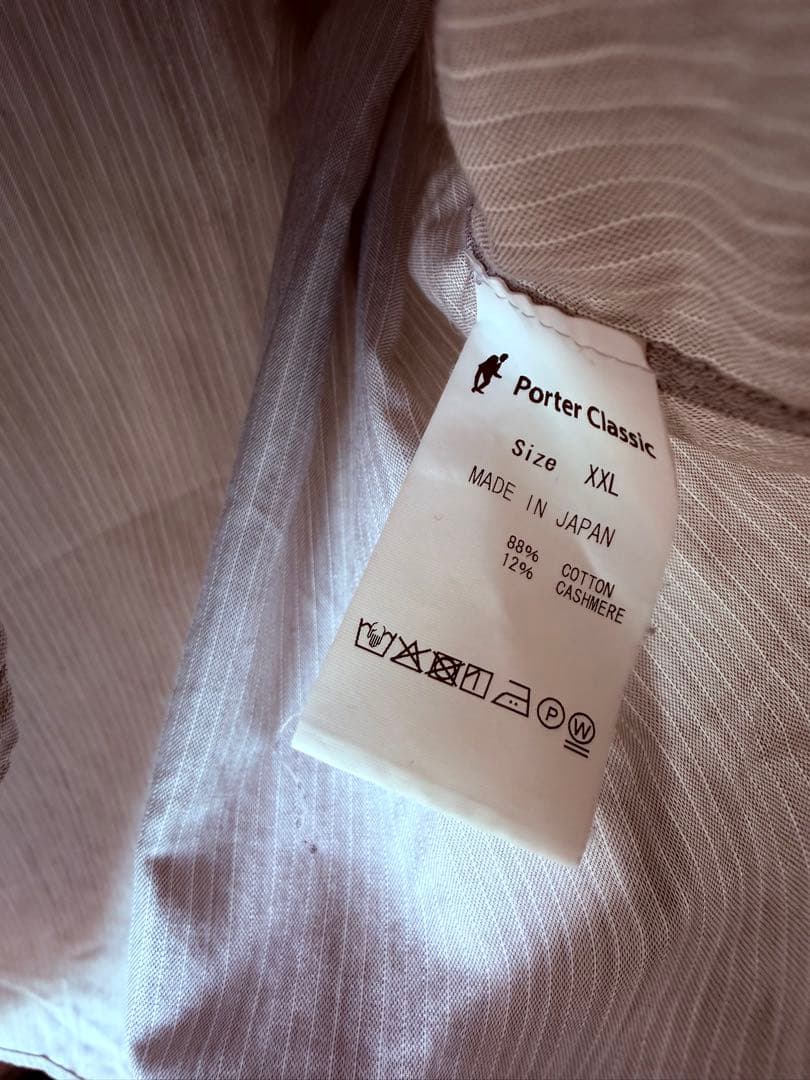 Porter Classic
Size XXL
MADE IN JAPAN
88% COTTON
12% CASHMERE
P W